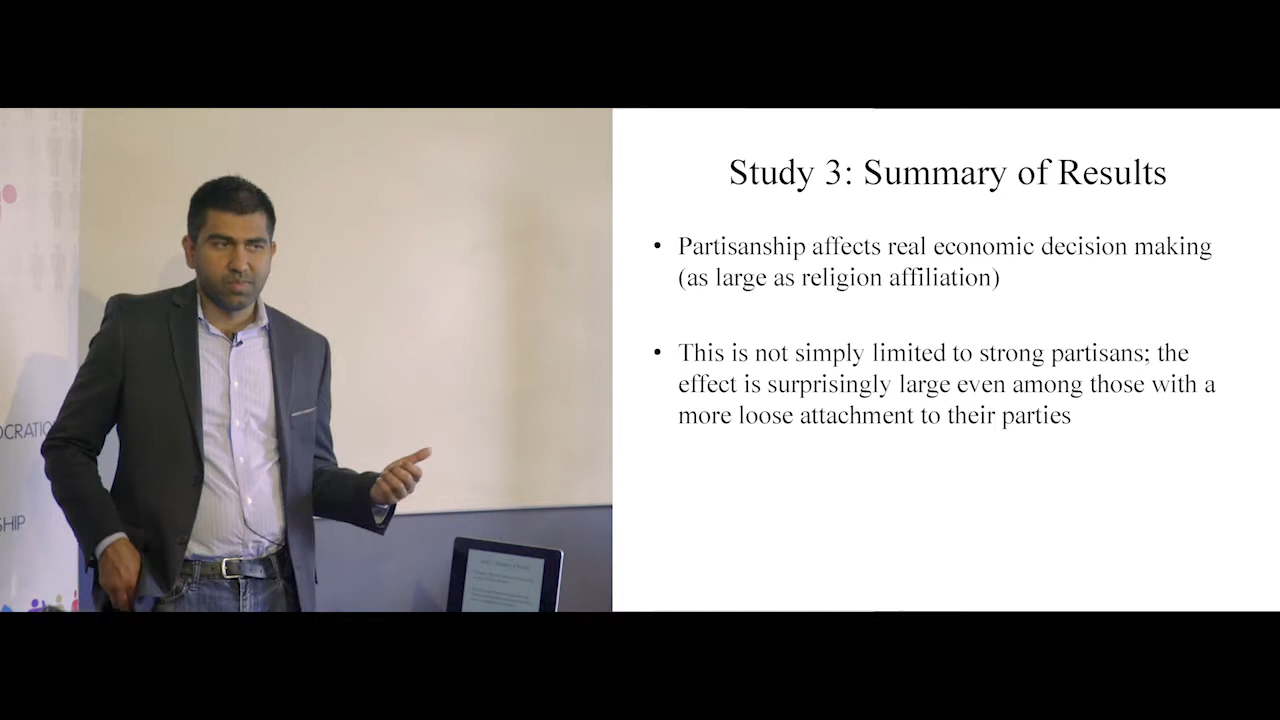 Study 3: Summary of Results
• Partisanship affects real economic decision making
(as large as religion affiliation)
• This is not simply limited to strong partisans; the
effect is surprisingly large even among those with a
more loose attachment to their parties